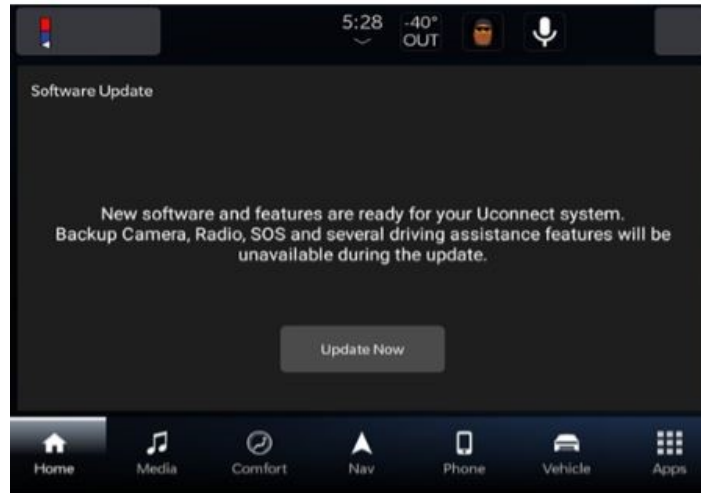 5:28
-40°
OUT
Software Update
New software and features are ready for your Uconnect system.
Backup Camera, Radio, SOS and several driving assistance features will be
unavailable during the update.
Update Now
Home
Media
Comfort
Nav
Phone
Vehicle
Apps